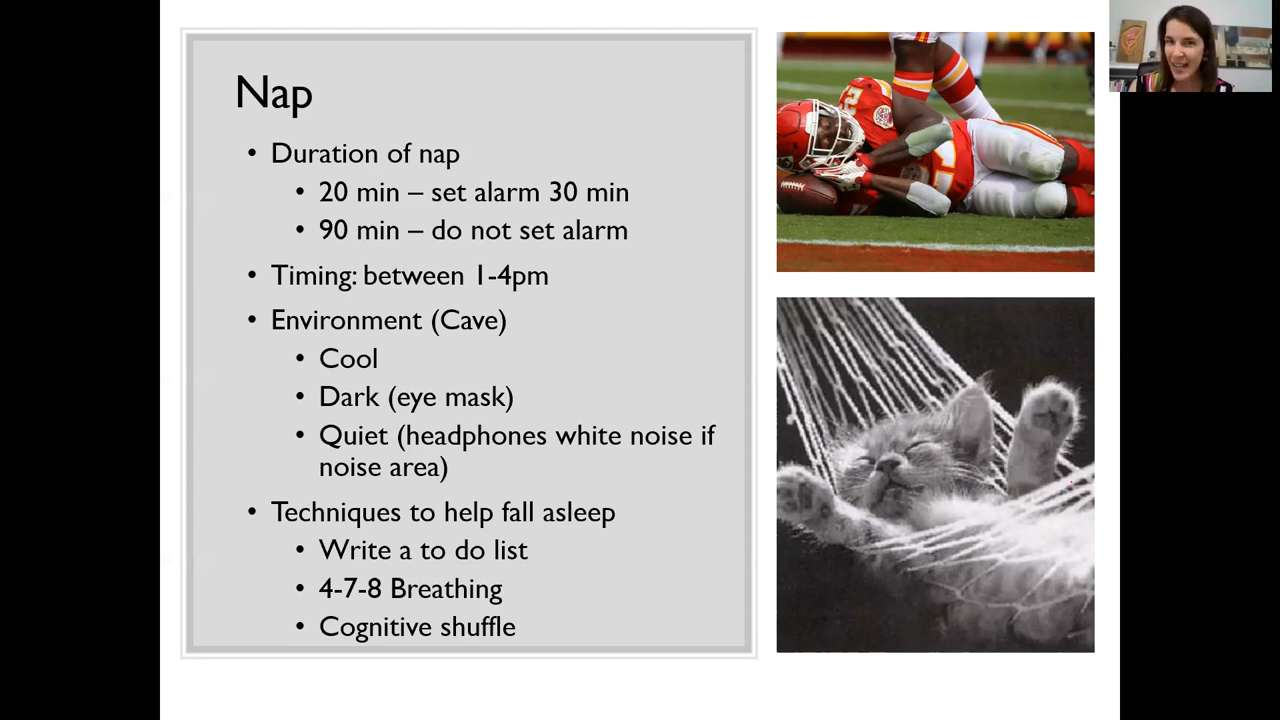 Nap
• Duration of nap
• 20 min – set alarm 30 min
• 90 min – do not set alarm
• Timing: between 1-4pm
• Environment (Cave)
• Cool
• Dark (eye mask)
• Quiet (headphones white noise if
noise area)
• Techniques to help fall asleep
• Write a to do list
• 4-7-8 Breathing
• Cognitive shuffle